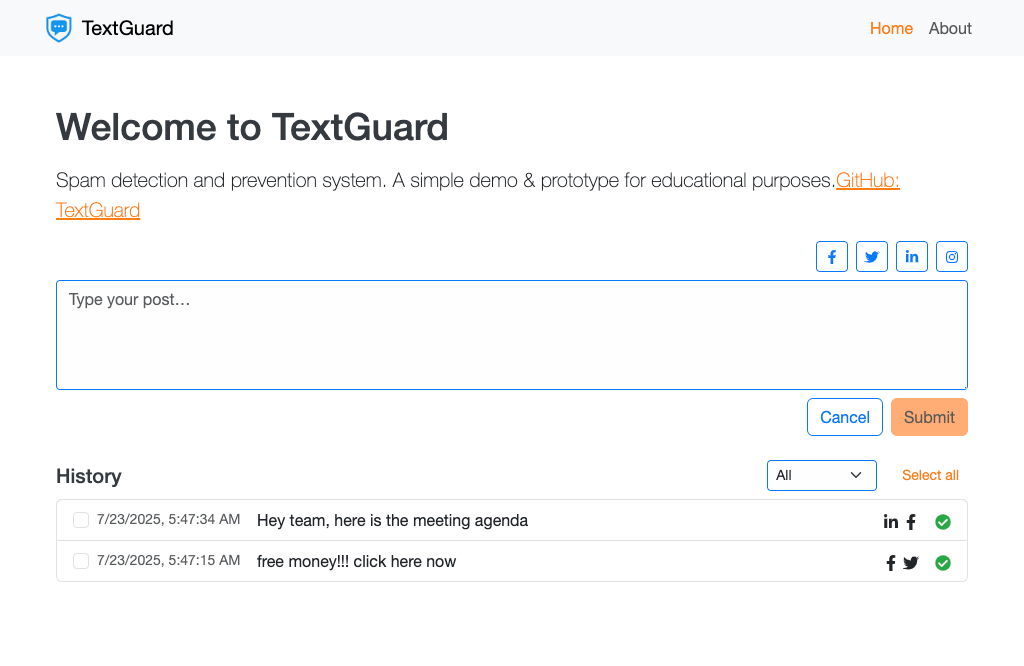 TextGuard
Home
About
Welcome to TextGuard
Spam detection and prevention system. A simple demo & prototype for educational purposes.GitHub:
TextGuard
Type your post…
Cancel
Submit
History
All
Select all
7/23/2025, 5:47:34 AM Hey team, here is the meeting agenda
7/23/2025, 5:47:15 AM free money!!! click here now